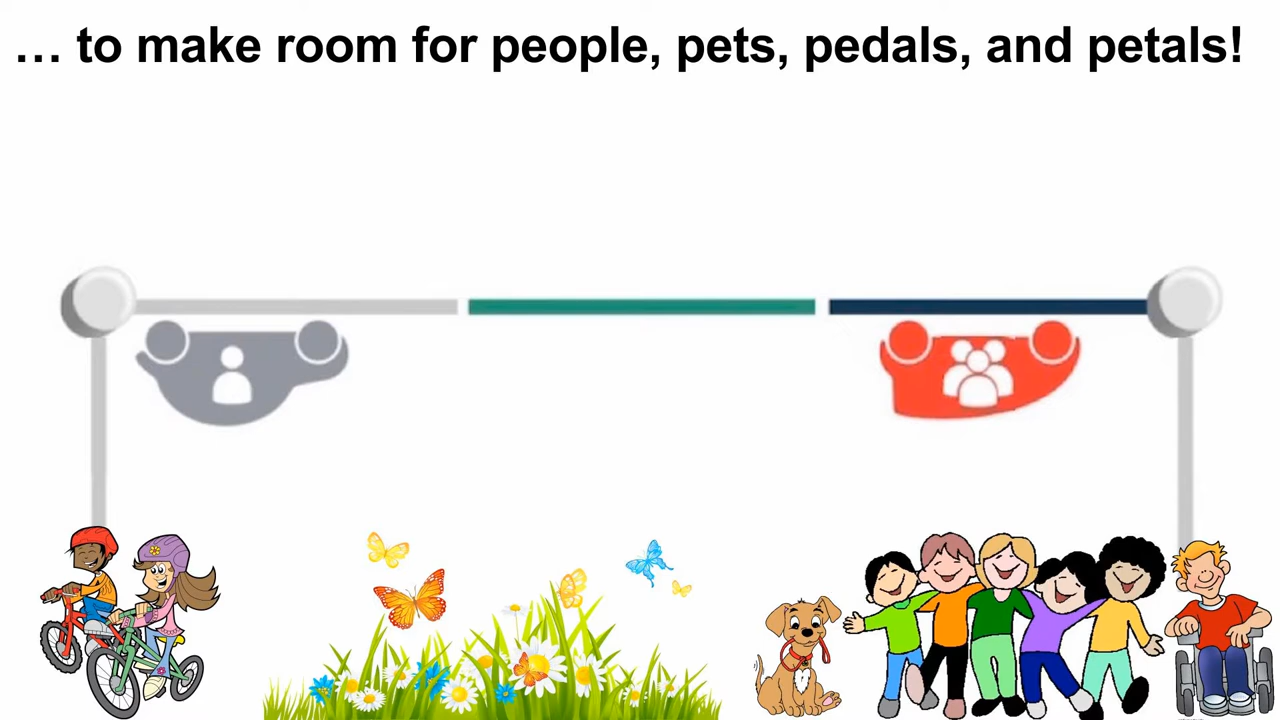 … to make room for people, pets, pedals, and petals!